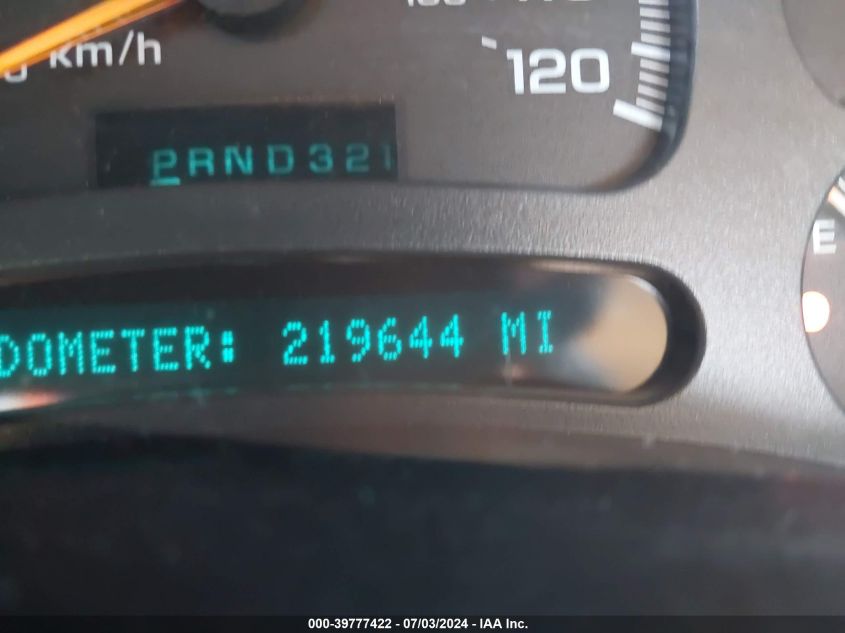 km/h
120
PRND321
E
DOMETER: 219644 MI
000-39777422 - 07/03/2024 - IAA Inc.